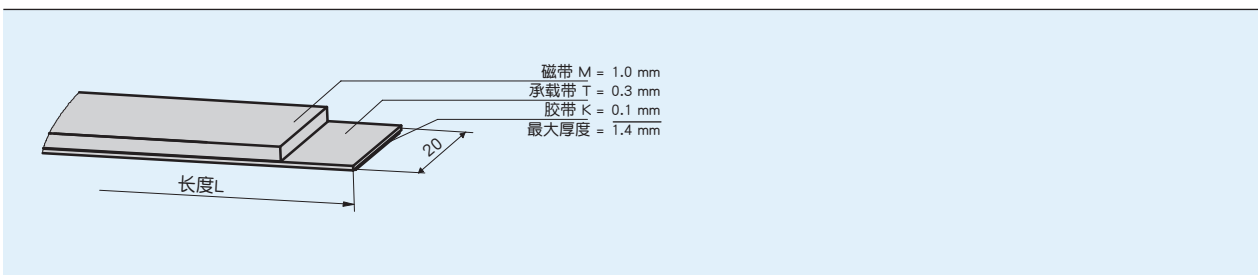 磁带 M = 1.0 mm
承载带 T = 0.3 mm
胶带 K = 0.1 mm
最大厚度 = 1.4 mm
20
长度L